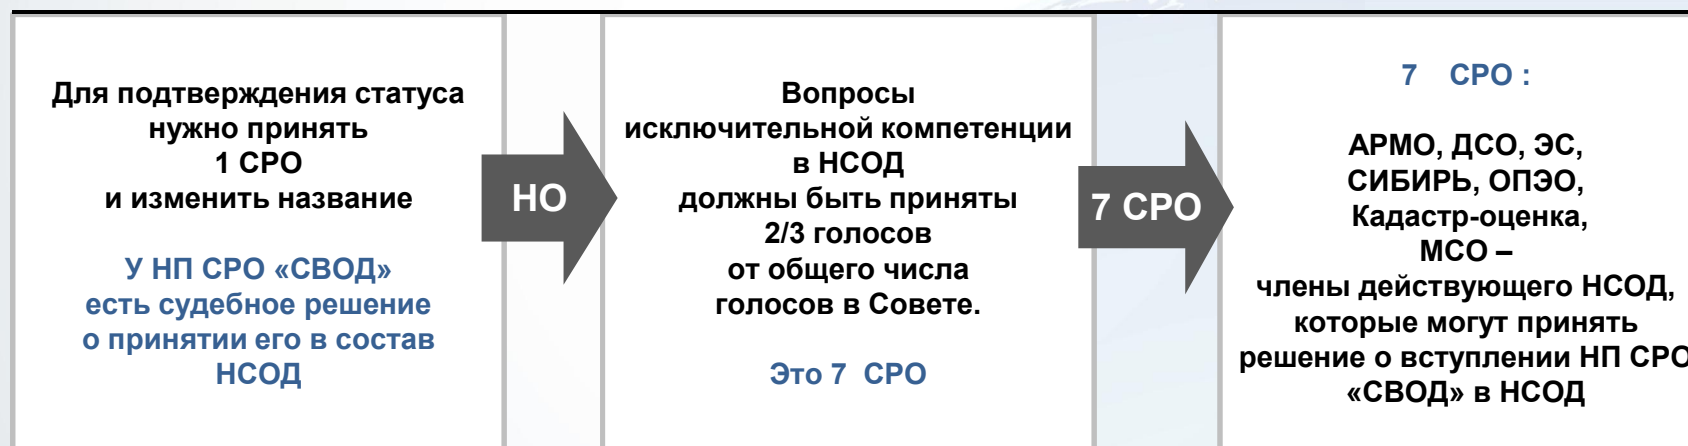 Для подтверждения статуса
нужно принять
1 СРО
и изменить название
У НП СРО «СВОД»
есть судебное решение
о принятии его в состав
НСОД
НО
Вопросы
исключительной компетенции
в НСОД
должны быть приняты
2/3 голосов
от общего числа
голосов в Совете.
Это 7 СРО
7 СРО
7 СРО :
АРМО, ДСО, ЭС,
СИБИРЬ, ОПЭО,
Кадастр-оценка,
МСО –
члены действующего НСОД,
которые могут принять
решение о вступлении НП СРО
«СВОД» в НСОД